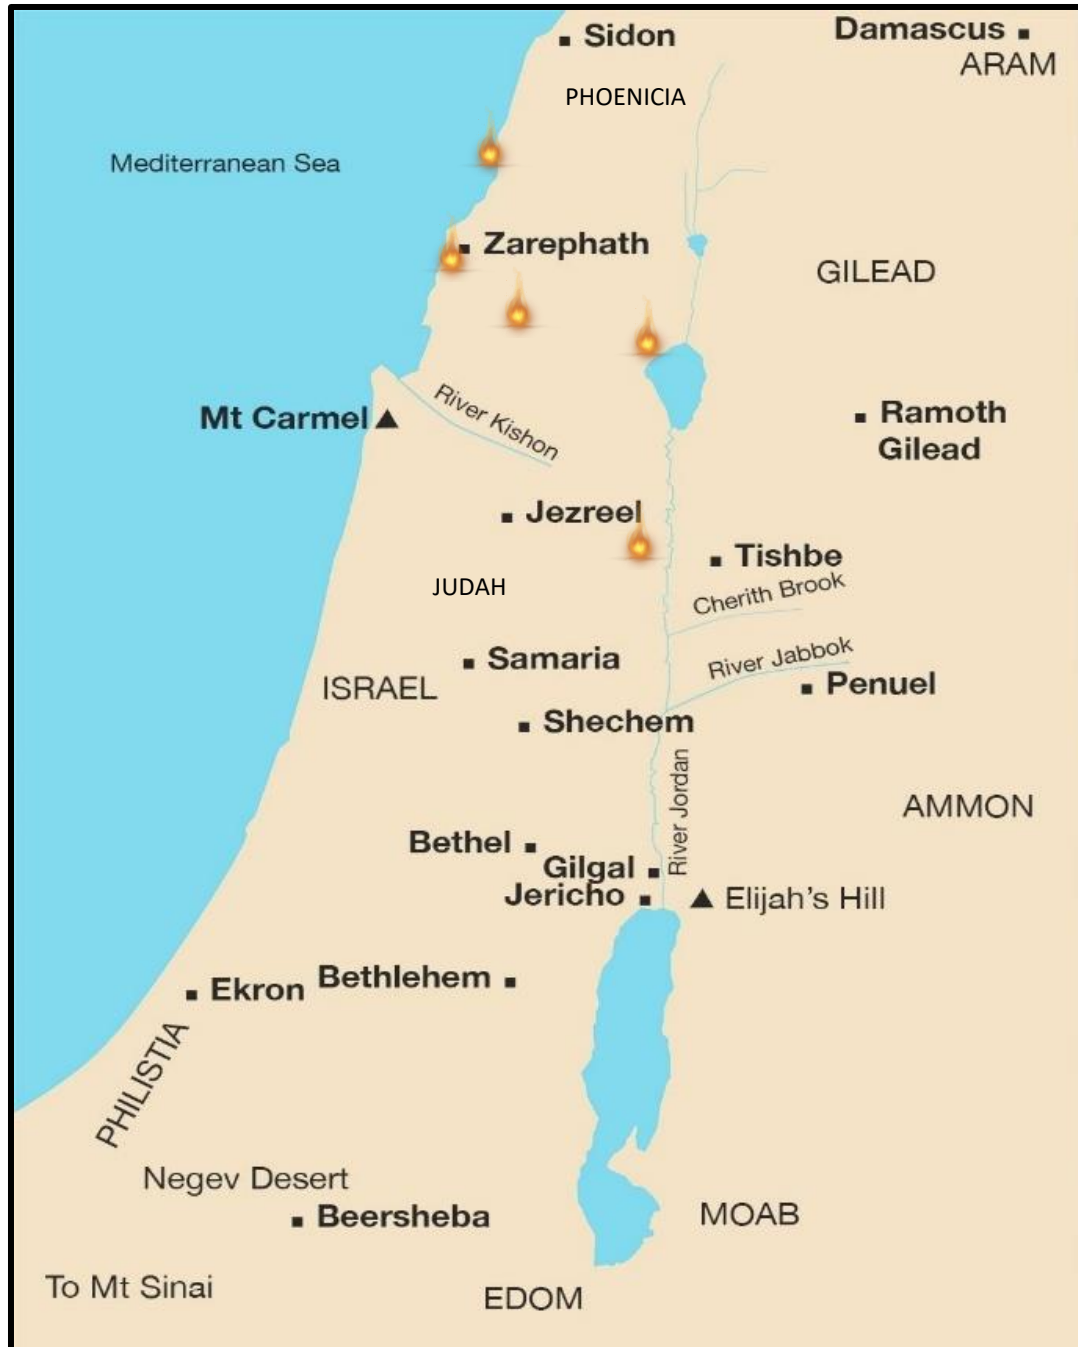 Sidon
Damascus
ARAM
PHOENICIA
Mediterranean Sea
Zarephath
GILEAD
River Kishon
Mt Carmel
Ramoth
Gilead
Jezreel
Tishbe
Cherith Brook
JUDAH
River Jabbok
Samaria
ISRAEL
Penuel
Shechem
River Jordan
AMMON
Bethel
Gilgal
Jericho
Elijah's Hill
Bethlehem
Ekron
PHILISTIA
Negev Desert
Beersheba
MOAB
To Mt Sinai
EDOM